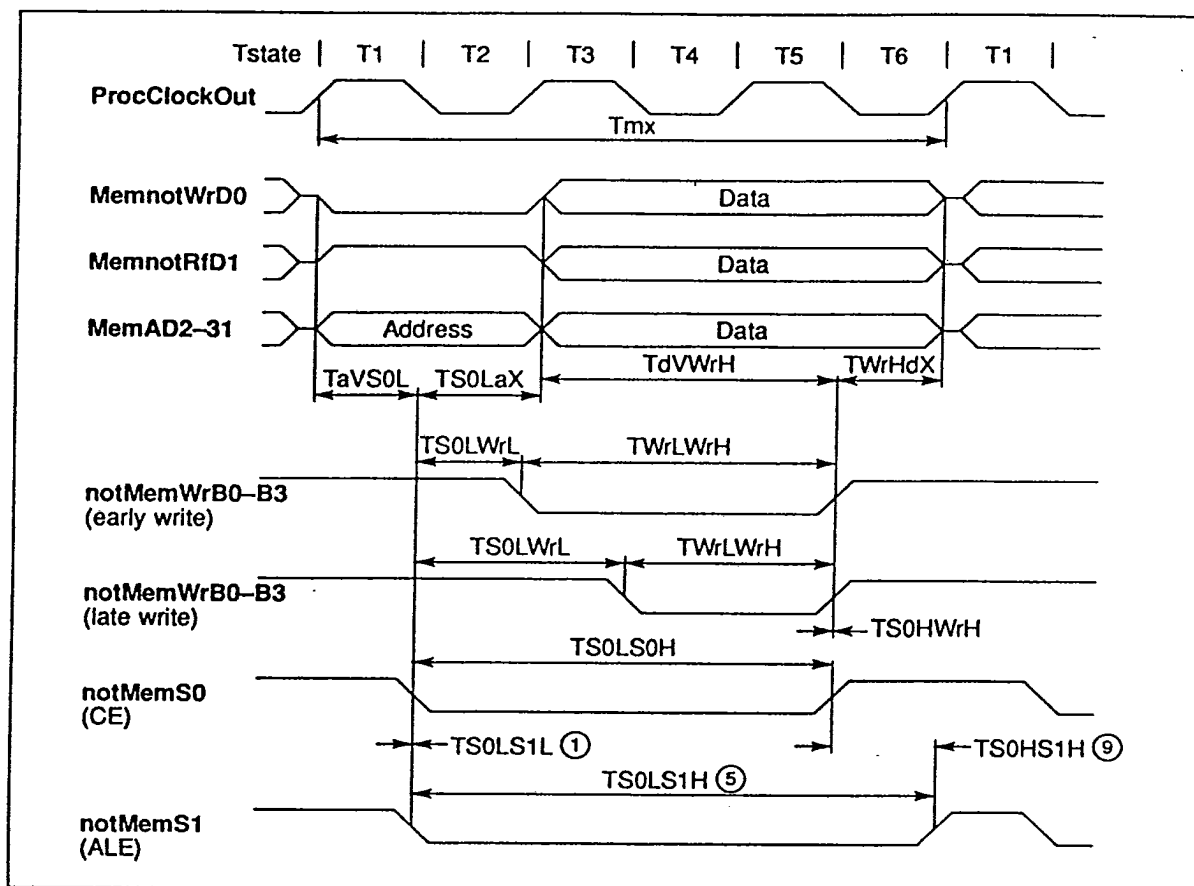 Tstate | T1 | T2 | T3 | T4 | T5 | T6 | T1 |
ProcClockOut
Tmx
MemnotWrD0 Data
MemnotRfD1 Data
MemAD2–31 Address Data
TaVS0L TS0LaX TdVWrH TWrHdX
TS0LWrL TWrLWrH
notMemWrB0–B3
(early write)
TS0LWrL TWrLWrH
notMemWrB0–B3
(late write)
TS0HWrH
TS0LS0H
notMemS0
(CE)
TS0LS1L ① TS0HS1H ⑨
TS0LS1H ⑤
notMemS1
(ALE)